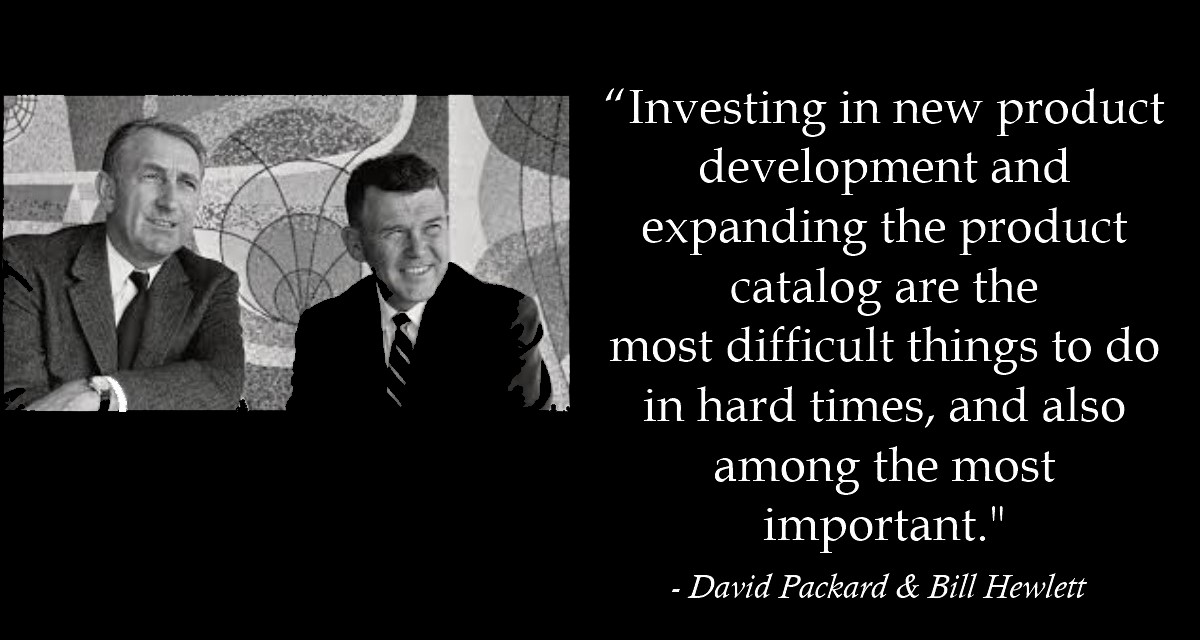 “Investing in new product
development and
expanding the product
catalog are the
most difficult things to do
in hard times, and also
among the most
important."
- David Packard & Bill Hewlett